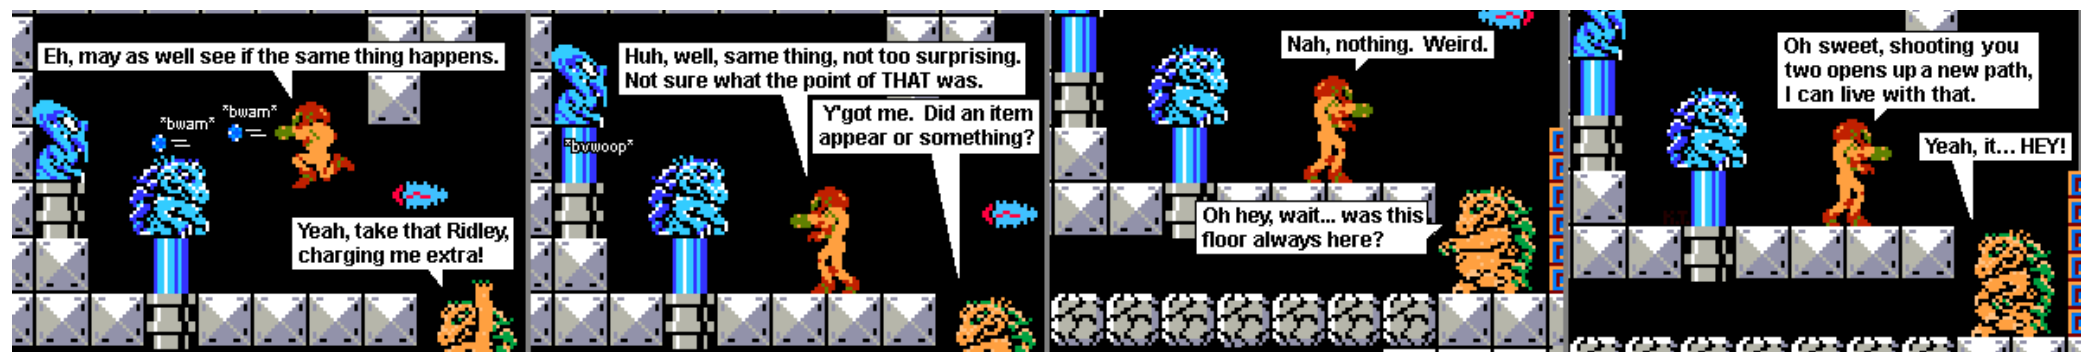 Eh, may as well see if the same thing happens.
*bwam*
*bwam*
Yeah, take that Ridley,
charging me extra!
Huh, well, same thing, not too surprising.
Not sure what the point of THAT was.
Y'got me. Did an item
appear or something?
*bvwoop*
Nah, nothing. Weird.
Oh hey, wait... was this
floor always here?
Oh sweet, shooting you
two opens up a new path,
I can live with that.
Yeah, it... HEY!